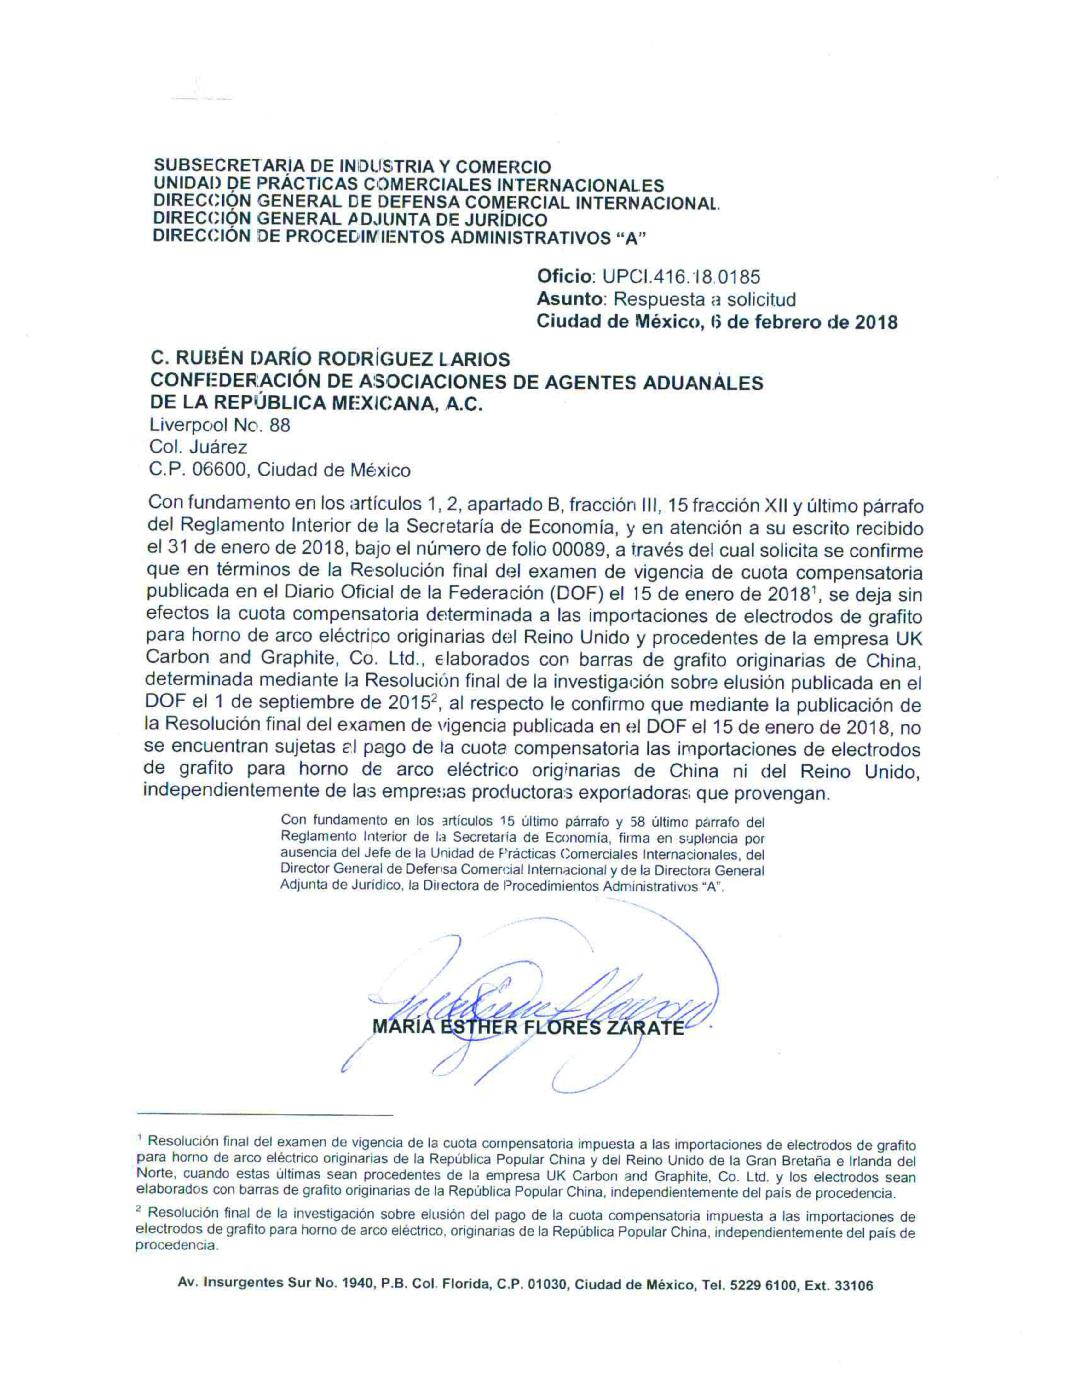 SUBSECRETARÍA DE INDUSTRIA Y COMERCIO
UNIDAD DE PRÁCTICAS COMERCIALES INTERNACIONALES
DIRECCIÓN GENERAL DE DEFENSA COMERCIAL INTERNACIONAL
DIRECCIÓN GENERAL ADJUNTA DE JURÍDICO
DIRECCIÓN DE PROCEDIMIENTOS ADMINISTRATIVOS “A”
Oficio: UPCI.416.18.0185
Asunto: Respuesta a solicitud
Ciudad de México, 6 de febrero de 2018
C. RUBÉN DARÍO RODRÍGUEZ LARIOS
CONFEDERACIÓN DE ASOCIACIONES DE AGENTES ADUANALES
DE LA REPÚBLICA MEXICANA, A.C.
Liverpool No. 88
Col. Juárez
C.P. 06600, Ciudad de México
Con fundamento en los artículos 1, 2, apartado B, fracción III, 15 fracción XII y último párrafo
del Reglamento Interior de la Secretaría de Economía, y en atención a su escrito recibido
el 31 de enero de 2018, bajo el número de folio 00089, a través del cual solicita se confirme
que en términos de la Resolución final del examen de vigencia de cuota compensatoria
publicada en el Diario Oficial de la Federación (DOF) el 15 de enero de 2018¹, se deja sin
efectos la cuota compensatoria determinada a las importaciones de electrodos de grafito
para horno de arco eléctrico originarias del Reino Unido y procedentes de la empresa UK
Carbon and Graphite, Co. Ltd., elaborados con barras de grafito originarias de China,
determinada mediante la Resolución final de la investigación sobre elusión publicada en el
DOF el 1 de septiembre de 2015², al respecto le confirmo que mediante la publicación de
la Resolución final del examen de vigencia publicada en el DOF el 15 de enero de 2018, no
se encuentran sujetas al pago de la cuota compensatoria las importaciones de electrodos
de grafito para horno de arco eléctrico originarias de China ni del Reino Unido,
independientemente de las empresas productoras exportadoras que provengan.
Con fundamento en los artículos 15 último párrafo y 58 último párrafo del
Reglamento Interior de la Secretaría de Economía, firma en suplencia por
ausencia del Jefe de la Unidad de Prácticas Comerciales Internacionales, del
Director General de Defensa Comercial Internacional y de la Directora General
Adjunta de Jurídico, la Directora de Procedimientos Administrativos “A”.
MARÍA ESTHER FLORES ZÁRATE
¹ Resolución final del examen de vigencia de la cuota compensatoria impuesta a las importaciones de electrodos de grafito
para horno de arco eléctrico originarias de la República Popular China y del Reino Unido de la Gran Bretaña e Irlanda del
Norte, cuando estas últimas sean procedentes de la empresa UK Carbon and Graphite, Co. Ltd. y los electrodos sean
elaborados con barras de grafito originarias de la República Popular China, independientemente del país de procedencia.
² Resolución final de la investigación sobre elusión del pago de la cuota compensatoria impuesta a las importaciones de
electrodos de grafito para horno de arco eléctrico, originarias de la República Popular China, independientemente del país de
procedencia.
Av. Insurgentes Sur No. 1940, P.B. Col. Florida, C.P. 01030, Ciudad de México, Tel. 5229 6100, Ext. 33106